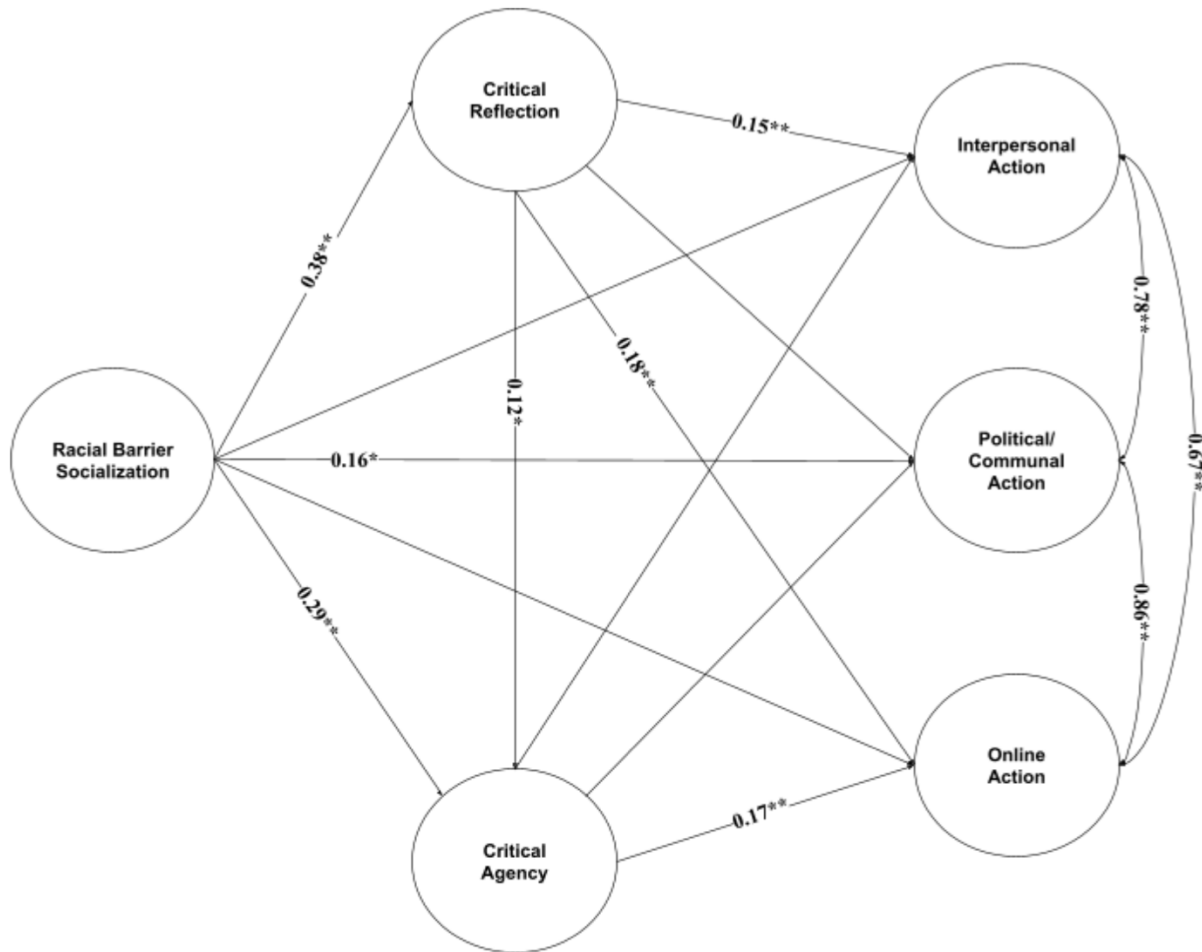 Critical
Reflection
0.15**
Interpersonal
Action
0.38**
0.78**
0.18**
0.12*
0.67**
Racial Barrier
Socialization
0.16*
Political/
Communal
Action
0.29**
0.86**
Online
Action
0.17**
Critical
Agency